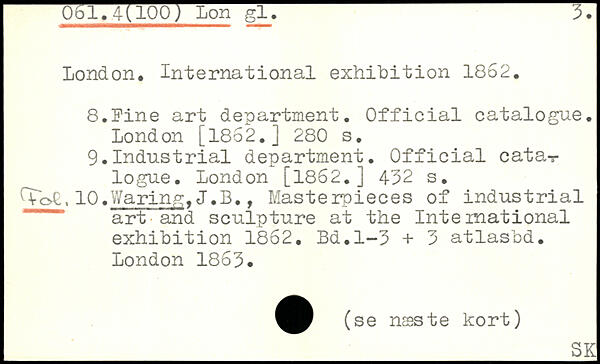 061.4(100) Lon gl. 3.
London. International exhibition 1862.
8. Fine art department. Official catalogue.
London [1862.] 280 s.
9. Industrial department. Official cata-
logue. London [1862.] 432 s.
Fol. 10. Waring, J.B., Masterpieces of industrial
art and sculpture at the International
exhibition 1862. Bd.1-3 + 3 atlasbd.
London 1863.
(se næste kort)
SK